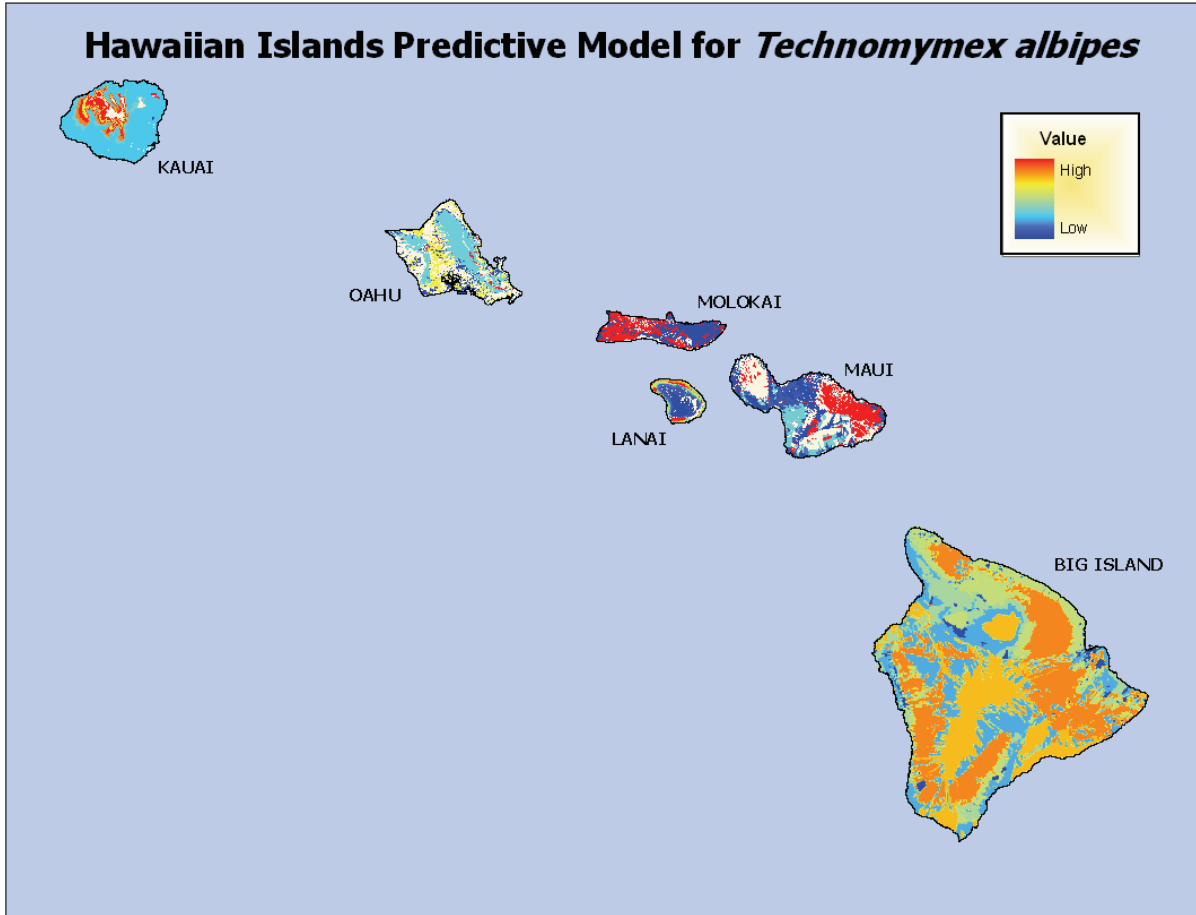 Hawaiian Islands Predictive Model for Technomymex albipes
Value
High
Low
KAUAI
OAHU
MOLOKAI
MAUI
LANAI
BIG ISLAND